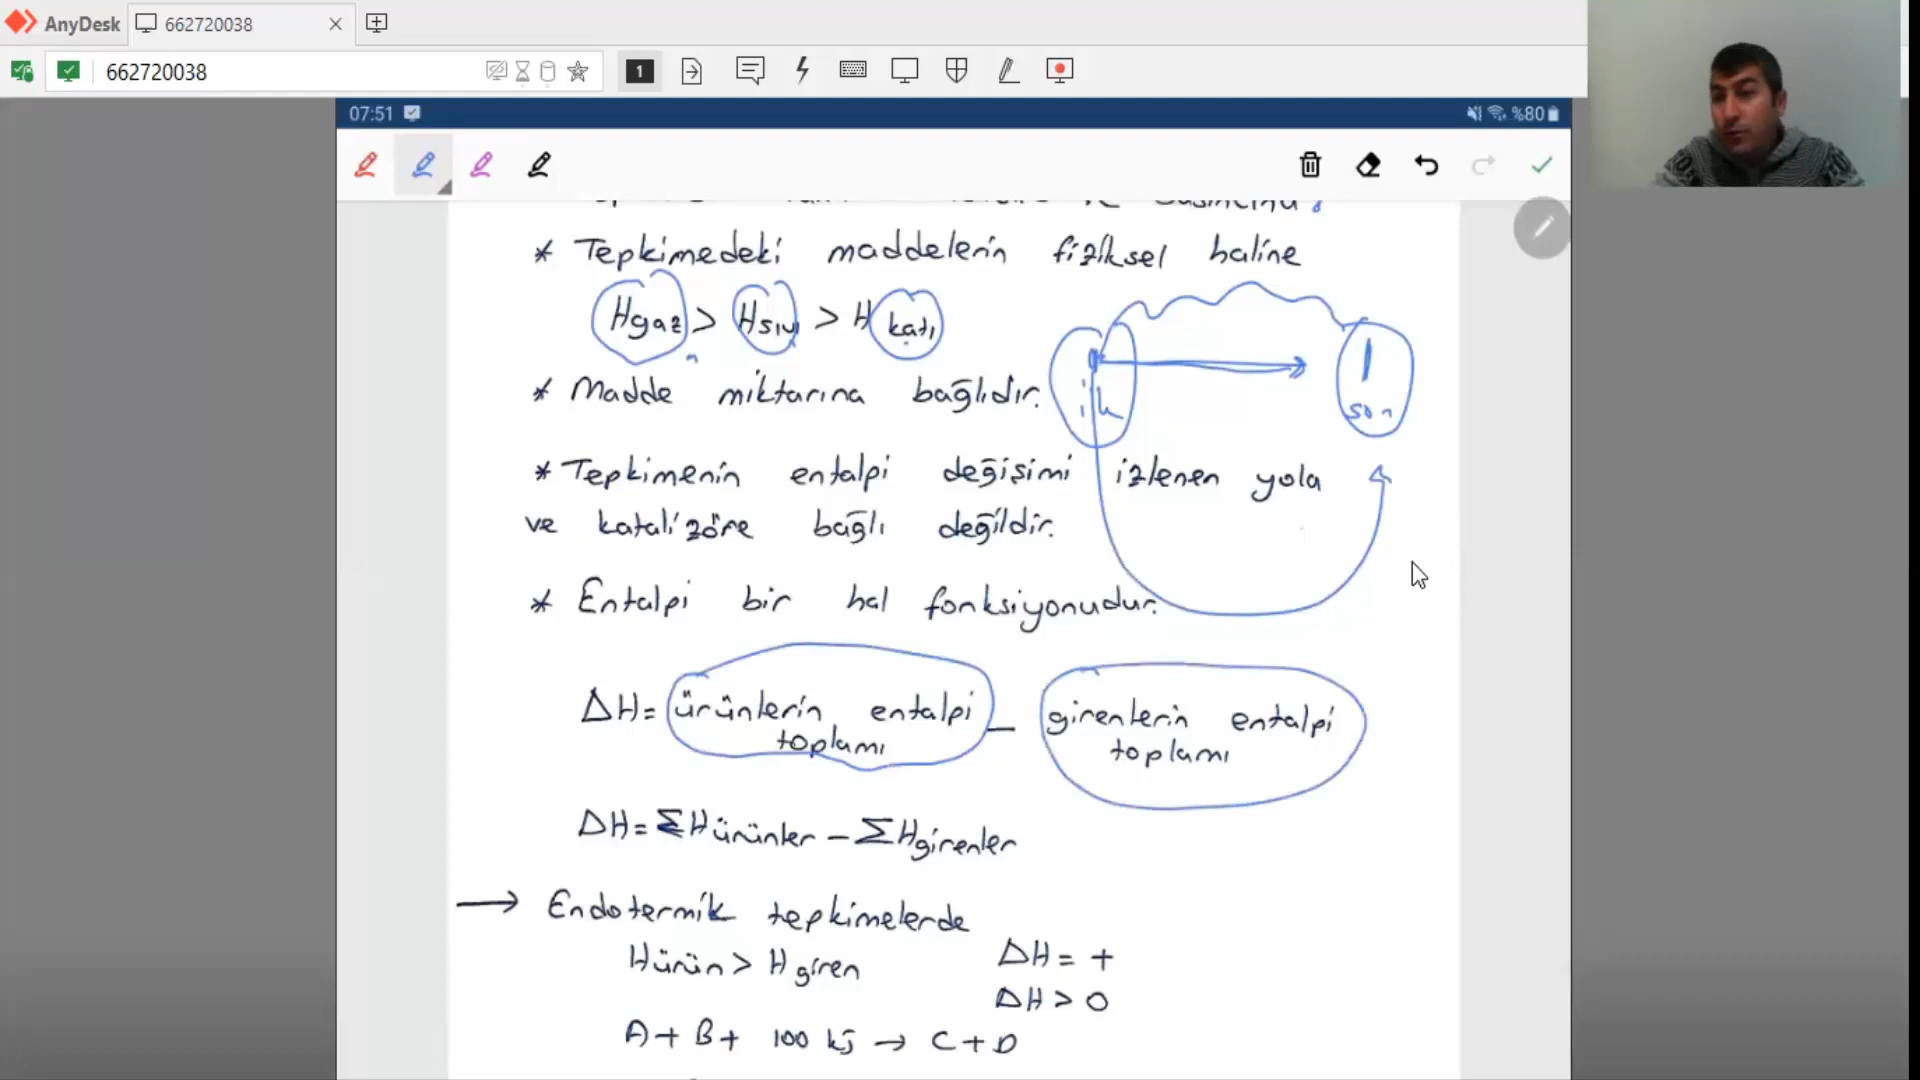 AnyDesk
662720038
662720038
1
07:51
%80
* Tepkimedeki maddelerin fiziksel haline
Hgaz > Hsıvı > Hkatı
* Madde miktarına bağlıdır.
ilk
son
* Tepkimenin entalpi değişimi izlenen yola
ve katalizöre bağlı değildir.
* Entalpi bir hal fonksiyonudur.
ΔH= ürünlerin entalpi toplamı – girenlerin entalpi toplamı
ΔH= ΣHürünler – ΣHgirenler
→ Endotermik tepkimelerde
Hürün > Hgiren
ΔH = +
ΔH > 0
A + B + 100 kj → C + D